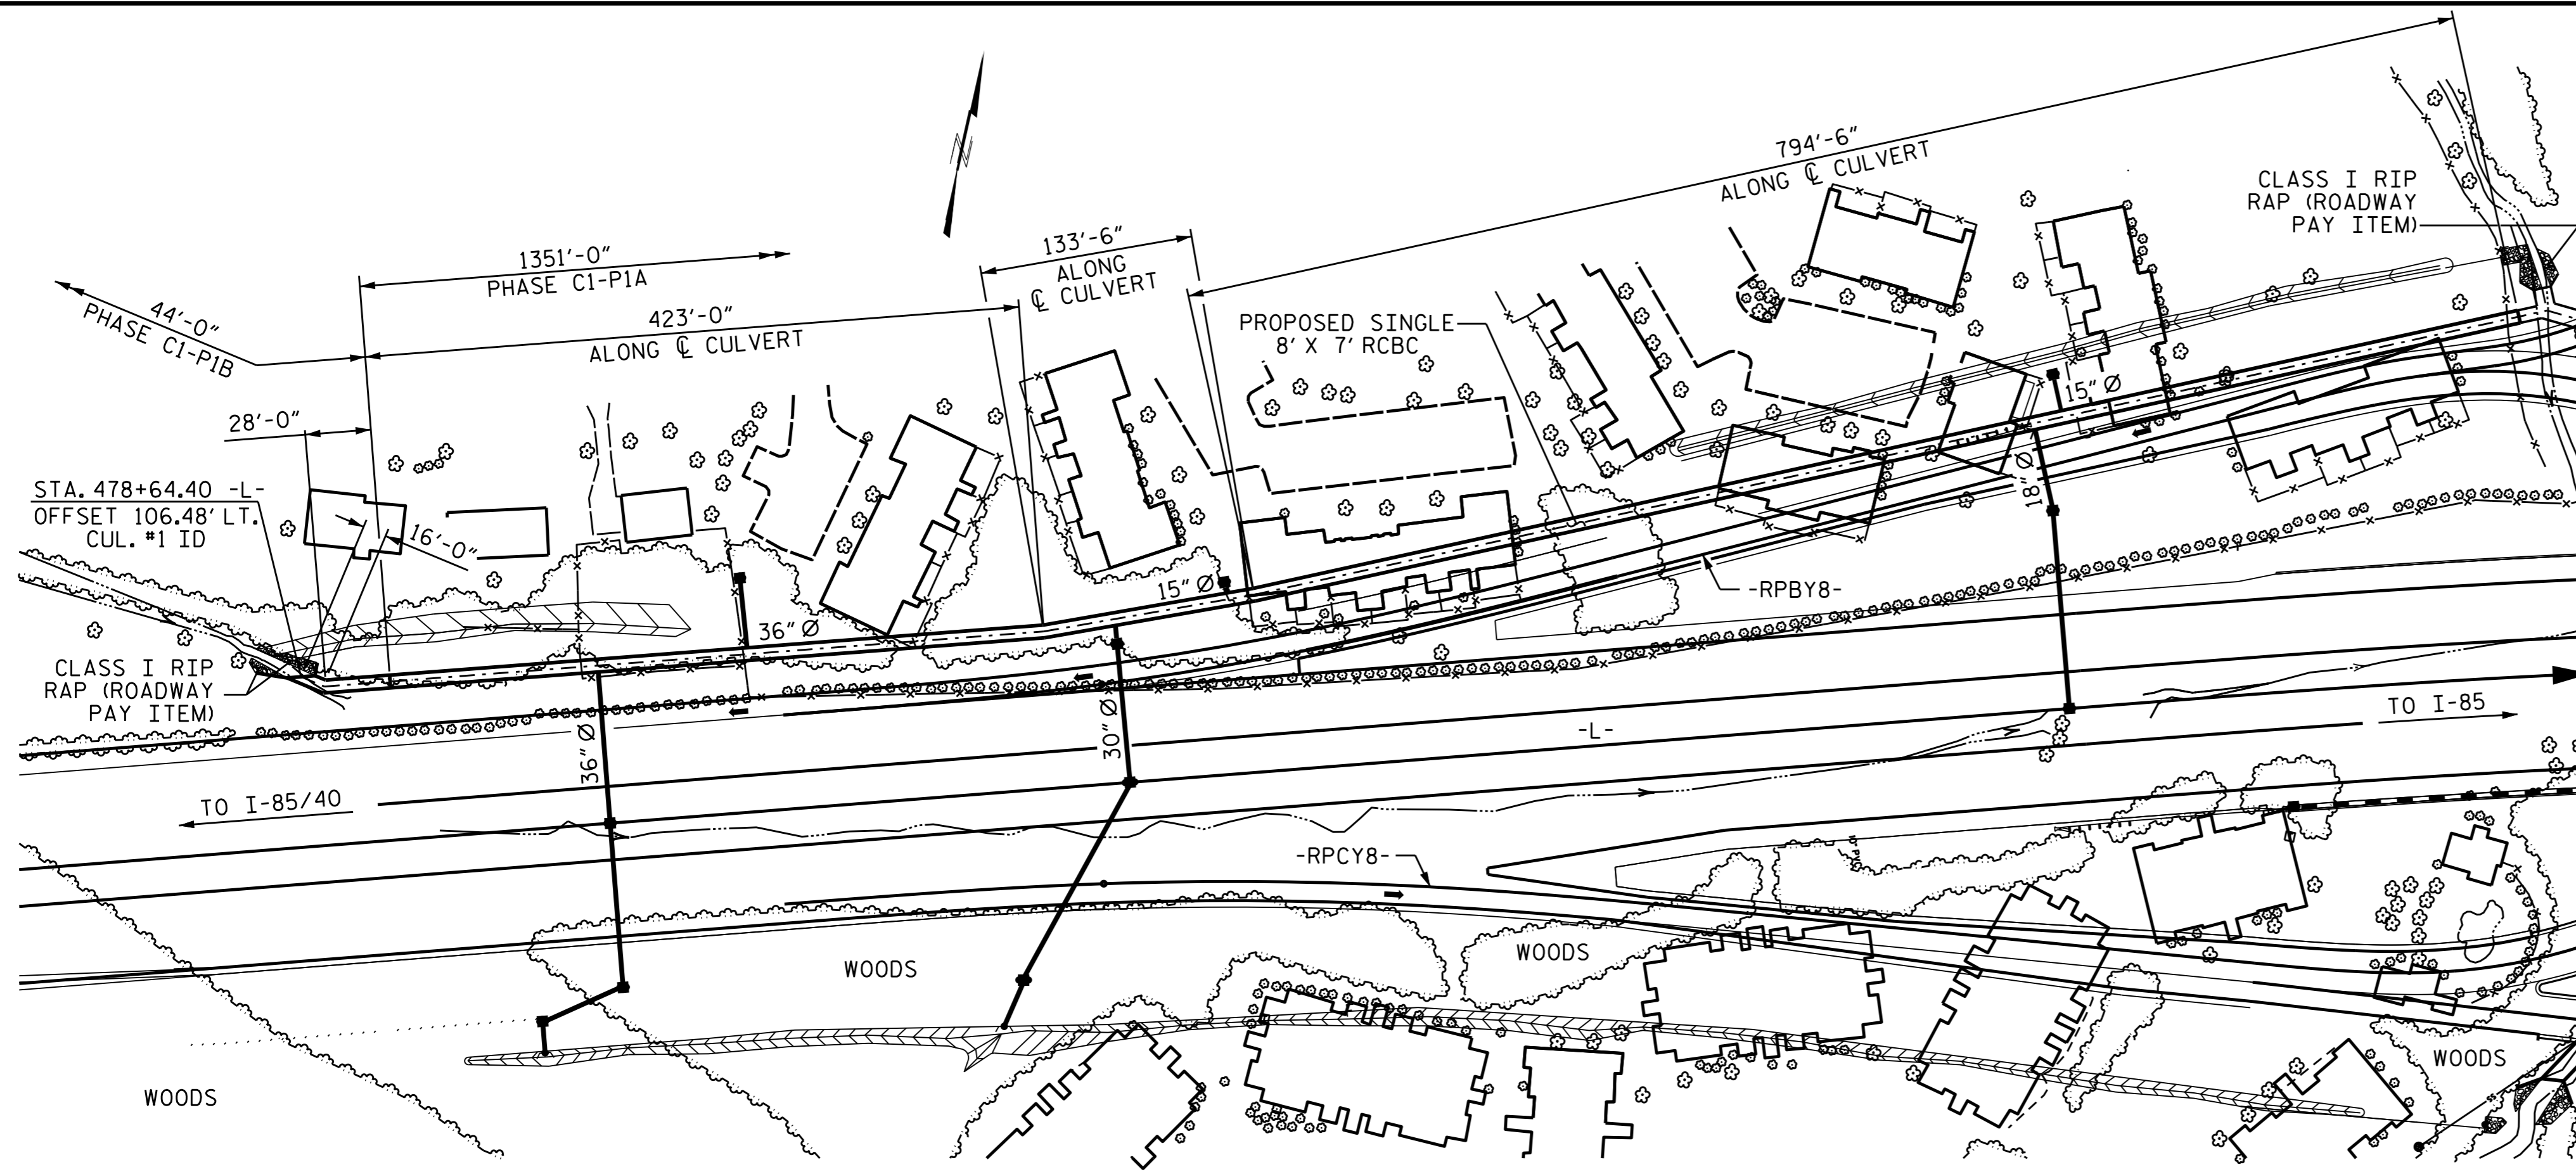 794'-6"
ALONG ℄ CULVERT
CLASS I RIP
RAP (ROADWAY
PAY ITEM)
N
133'-6"
ALONG
℄ CULVERT
1351'-0"
PHASE C1-P1A
44'-0"
PHASE C1-P1B
423'-0"
ALONG ℄ CULVERT
PROPOSED SINGLE
8' X 7' RCBC
28'-0"
15" Ø
STA. 478+64.40 -L-
OFFSET 106.48' LT.
CUL. #1 ID
16'-0"
18" Ø
15" Ø
-RPBY8-
36" Ø
CLASS I RIP
RAP (ROADWAY
PAY ITEM)
36" Ø
30" Ø
-L-
TO I-85
TO I-85/40
-RPCY8-
WOODS
WOODS
WOODS
WOODS